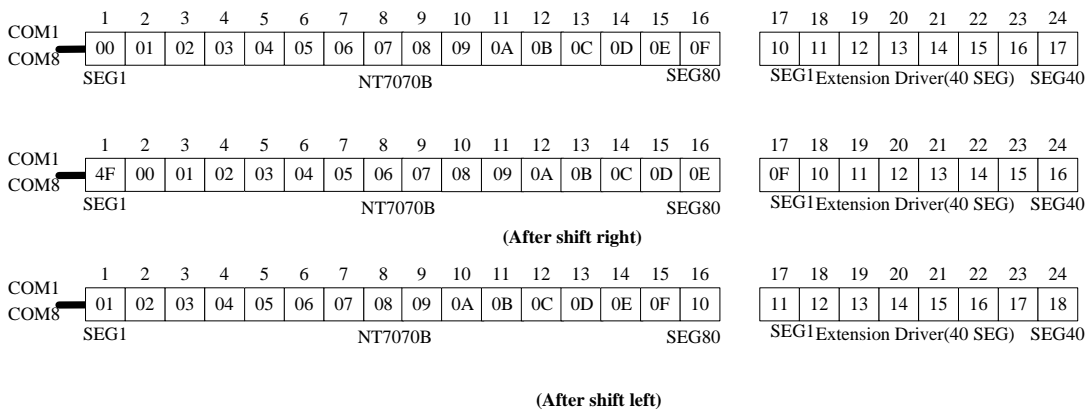 1 2 3 4 5 6 7 8 9 10 11 12 13 14 15 16 17 18 19 20 21 22 23 24
COM1
COM8
00 01 02 03 04 05 06 07 08 09 0A 0B 0C 0D 0E 0F 10 11 12 13 14 15 16 17
SEG1 NT7070B SEG80 SEG1 Extension Driver(40 SEG) SEG40
1 2 3 4 5 6 7 8 9 10 11 12 13 14 15 16 17 18 19 20 21 22 23 24
COM1
COM8
4F 00 01 02 03 04 05 06 07 08 09 0A 0B 0C 0D 0E 0F 10 11 12 13 14 15 16
SEG1 NT7070B SEG80 SEG1 Extension Driver(40 SEG) SEG40
(After shift right)
1 2 3 4 5 6 7 8 9 10 11 12 13 14 15 16 17 18 19 20 21 22 23 24
COM1
COM8
01 02 03 04 05 06 07 08 09 0A 0B 0C 0D 0E 0F 10 11 12 13 14 15 16 17 18
SEG1 NT7070B SEG80 SEG1 Extension Driver(40 SEG) SEG40
(After shift left)